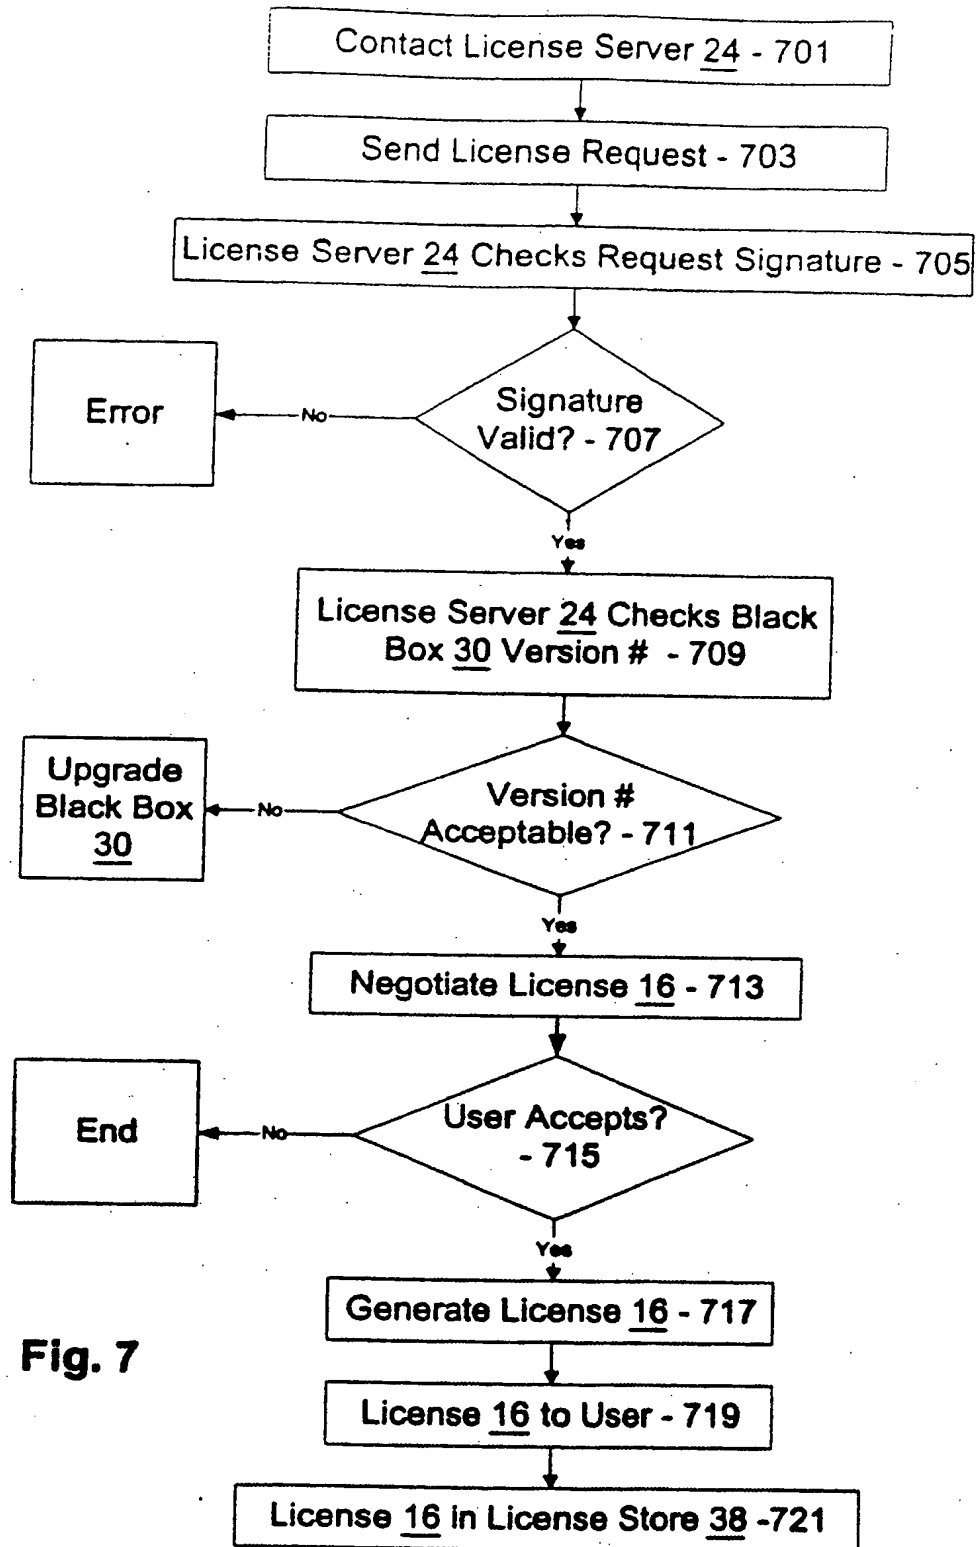 Contact License Server 24 - 701
Send License Request - 703
License Server 24 Checks Request Signature - 705
Signature
Valid? - 707
No
Error
Yes
License Server 24 Checks Black
Box 30 Version # - 709
Version #
Acceptable? - 711
No
Upgrade
Black Box
30
Yes
Negotiate License 16 - 713
User Accepts?
- 715
No
End
Yes
Generate License 16 - 717
Fig. 7
License 16 to User - 719
License 16 in License Store 38 -721